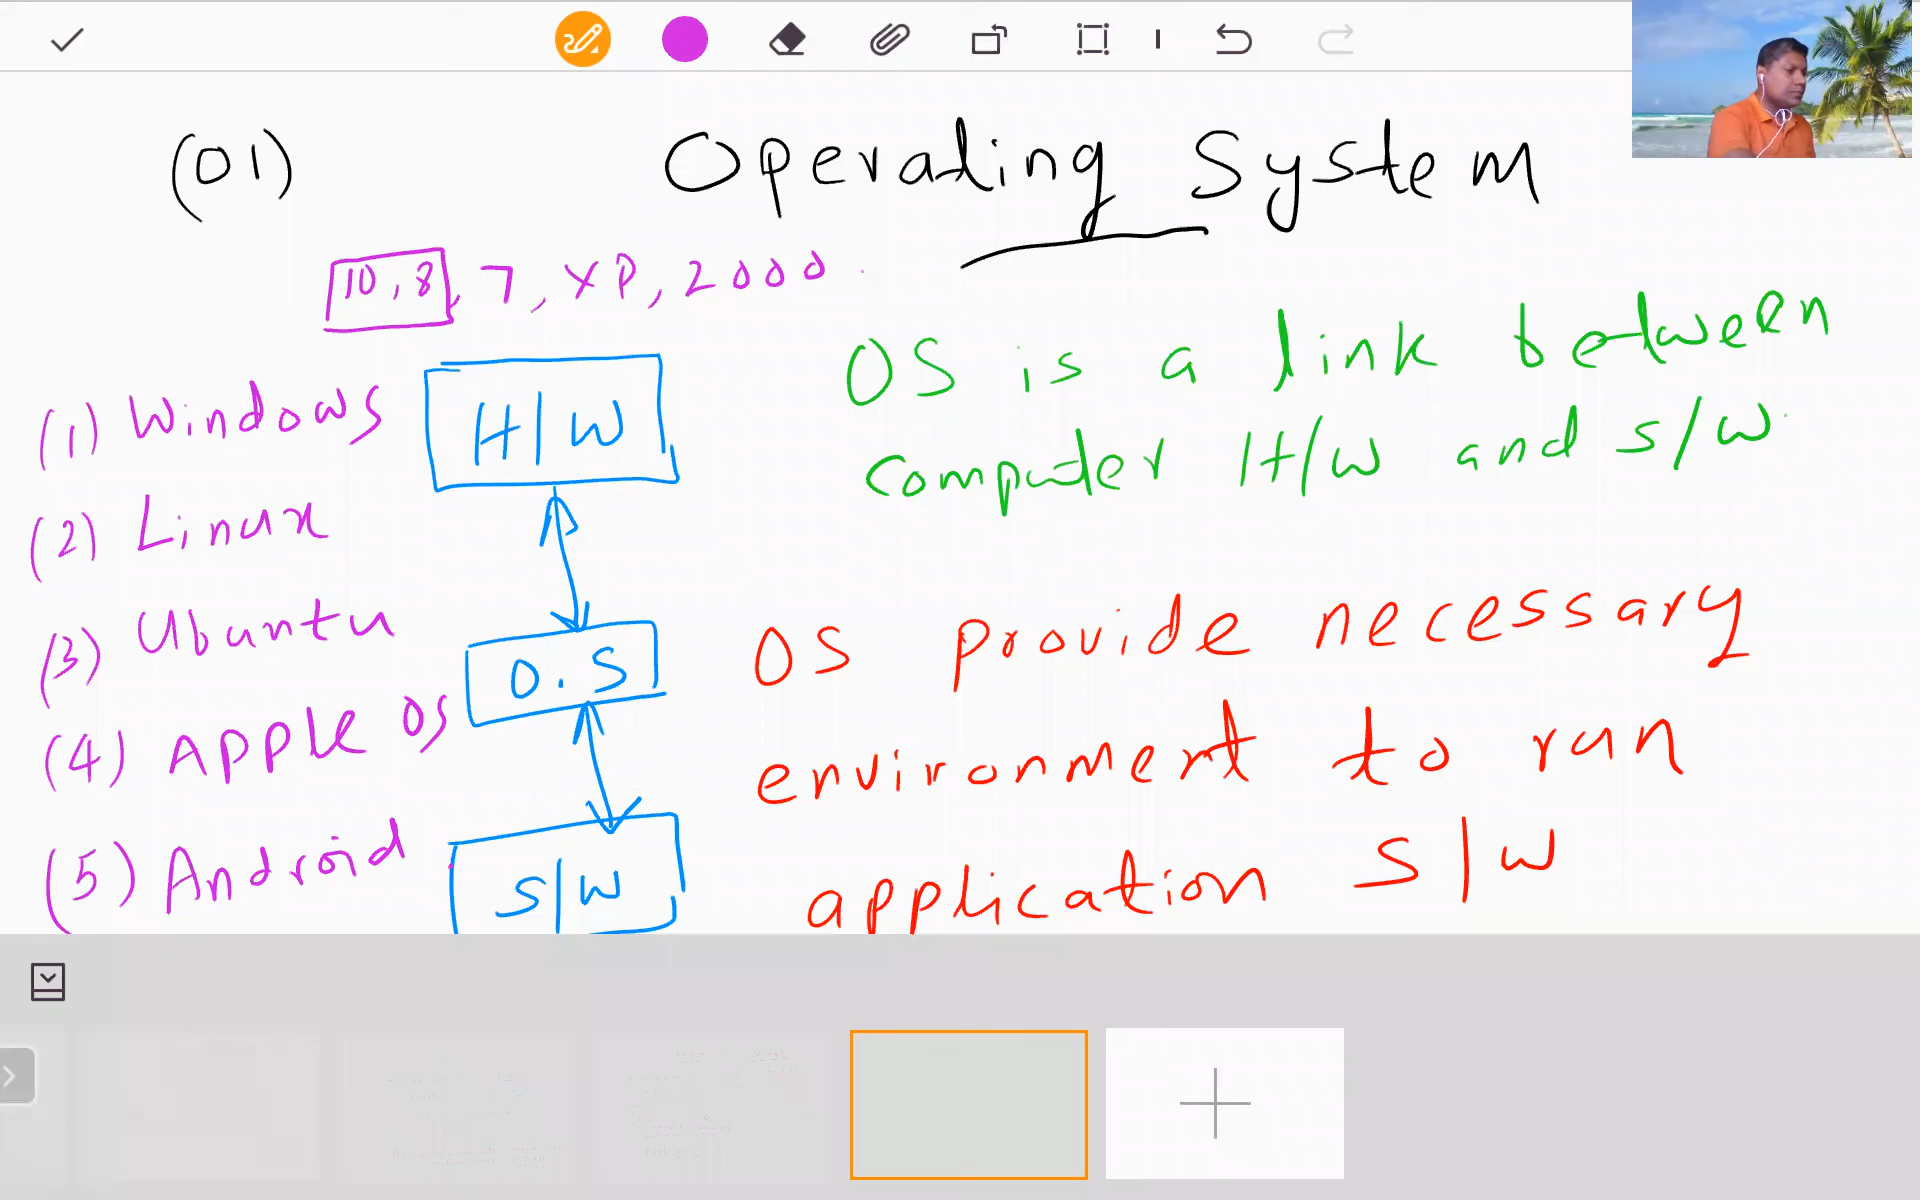 (01) Operating System
10,8, 7, XP, 2000
OS is a link between
computer H/W and S/W
(1) Windows
(2) Linux
(3) Ubuntu
(4) Apple OS
(5) Android
H/W
O.S
S/W
OS provide necessary
environment to run
application S/W